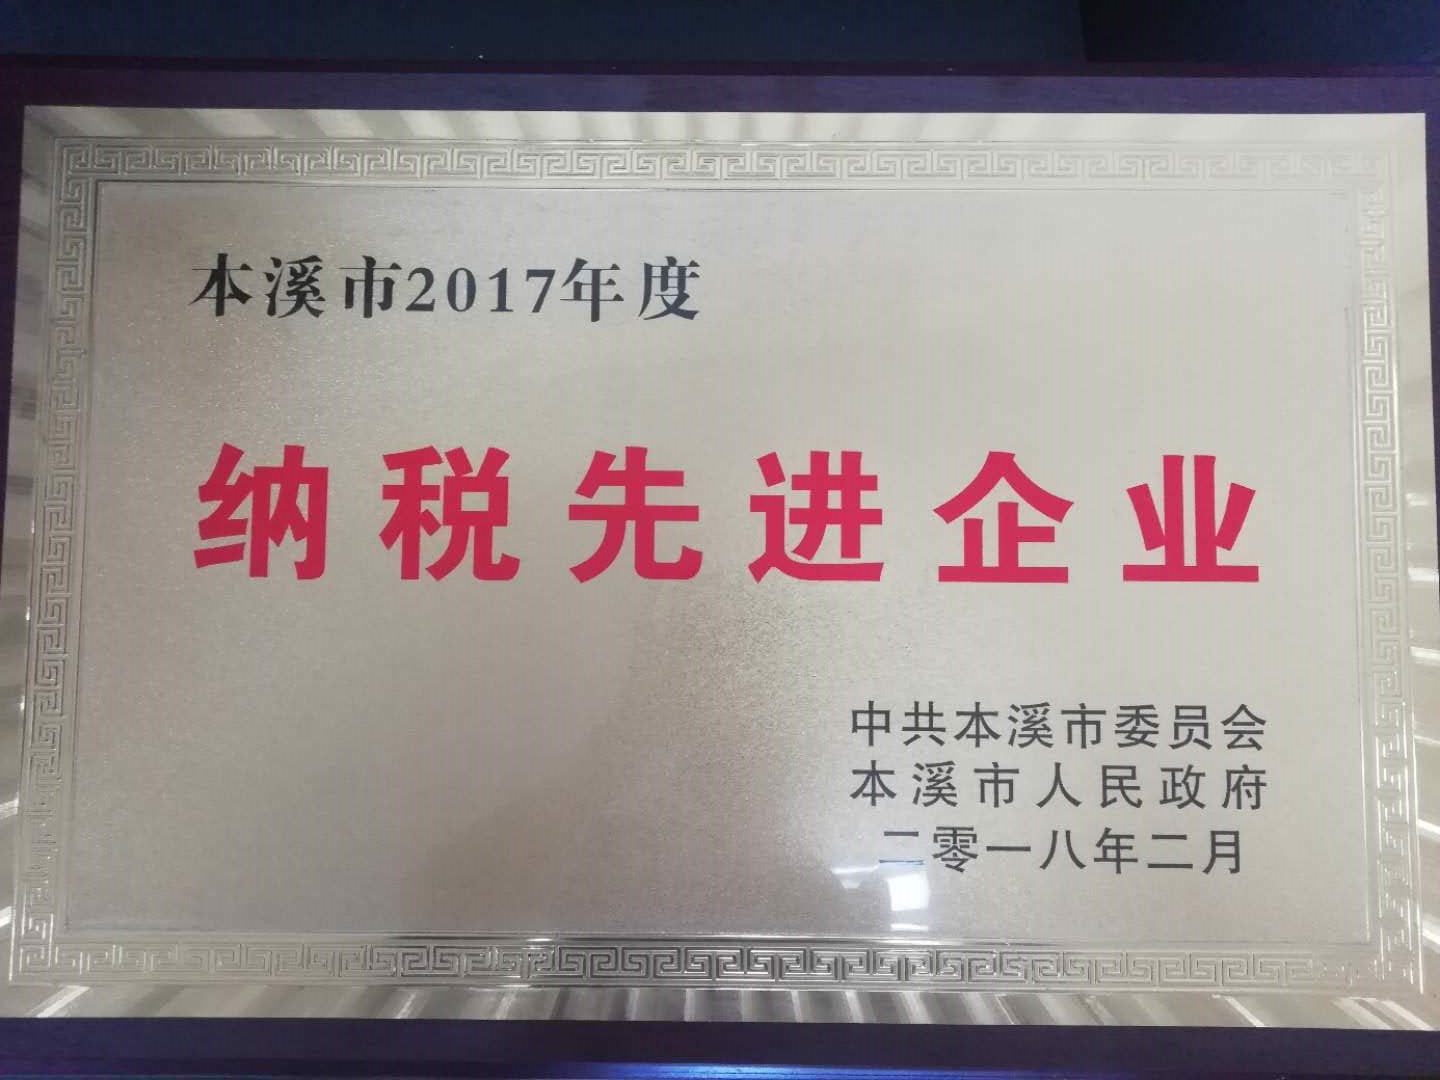 本溪市2017年度
纳税先进企业
中共本溪市委员会
本溪市人民政府
二零一八年二月